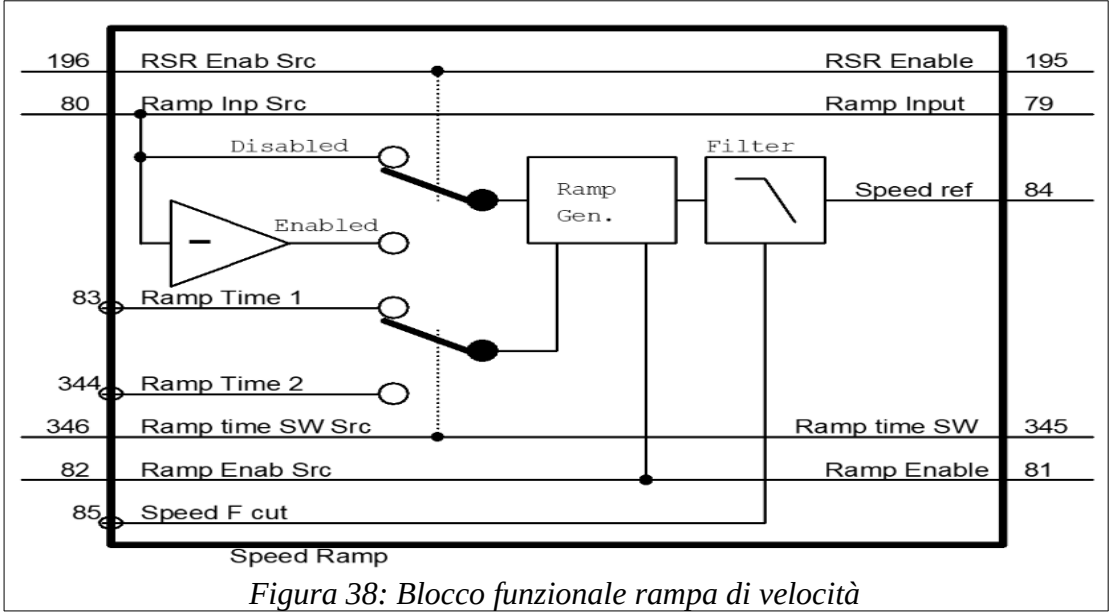 196 RSR Enab Src RSR Enable 195
80 Ramp Inp Src Ramp Input 79
Disabled Filter
Ramp Speed ref 84
Gen.
Enabled
-
83 Ramp Time 1
344 Ramp Time 2
346 Ramp time SW Src Ramp time SW 345
82 Ramp Enab Src Ramp Enable 81
85 Speed F cut
Speed Ramp
Figura 38: Blocco funzionale rampa di velocità